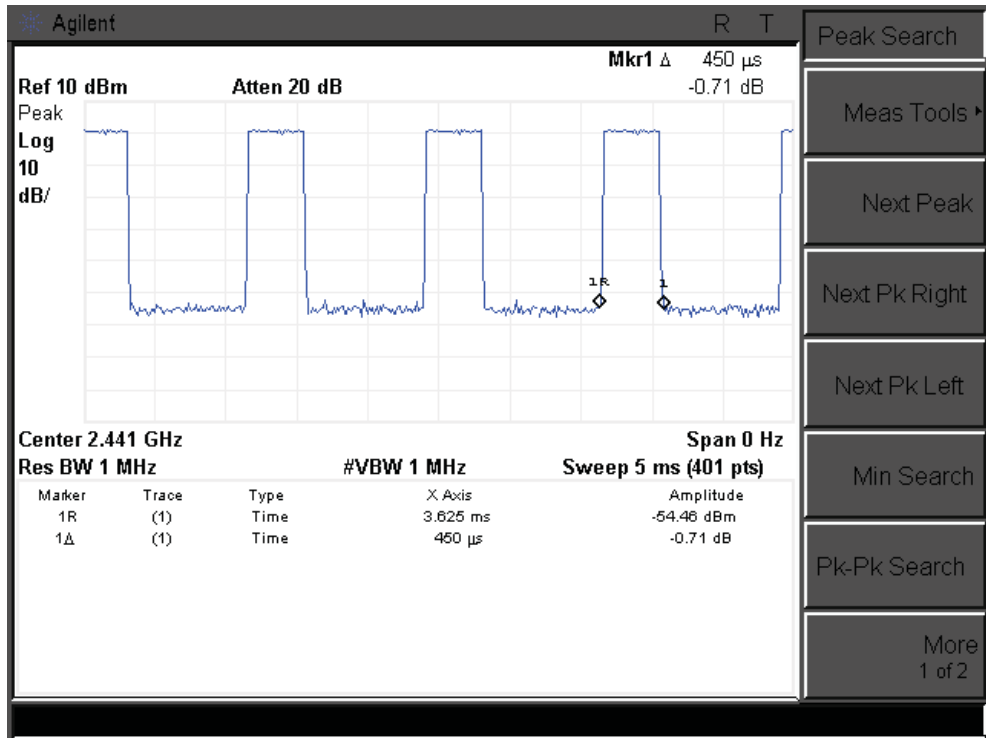 Agilent R T
Mkr1 Δ 450 µs
Ref 10 dBm Atten 20 dB -0.71 dB
Peak
Log
10
dB/
1R 1
Center 2.441 GHz Span 0 Hz
Res BW 1 MHz #VBW 1 MHz Sweep 5 ms (401 pts)
Marker Trace Type X Axis Amplitude
1R (1) Time 3.625 ms -54.46 dBm
1Δ (1) Time 450 µs -0.71 dB
Peak Search
Meas Tools
Next Peak
Next Pk Right
Next Pk Left
Min Search
Pk-Pk Search
More
1 of 2